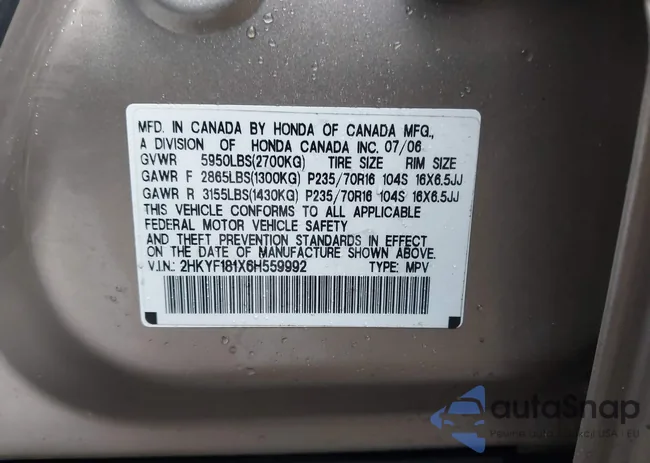 MFD. IN CANADA BY HONDA OF CANADA MFG.,
A DIVISION OF HONDA CANADA INC. 07/06
GVWR 5950LBS(2700KG) TIRE SIZE RIM SIZE
GAWR F 2865LBS(1300KG) P235/70R16 104S 16X6.5JJ
GAWR R 3155LBS(1430KG) P235/70R16 104S 16X6.5JJ
THIS VEHICLE CONFORMS TO ALL APPLICABLE
FEDERAL MOTOR VEHICLE SAFETY
AND THEFT PREVENTION STANDARDS IN EFFECT
ON THE DATE OF MANUFACTURE SHOWN ABOVE.
V.I.N.: 2HKYF181X6H559992 TYPE: MPV
autoSnap
USA - EU